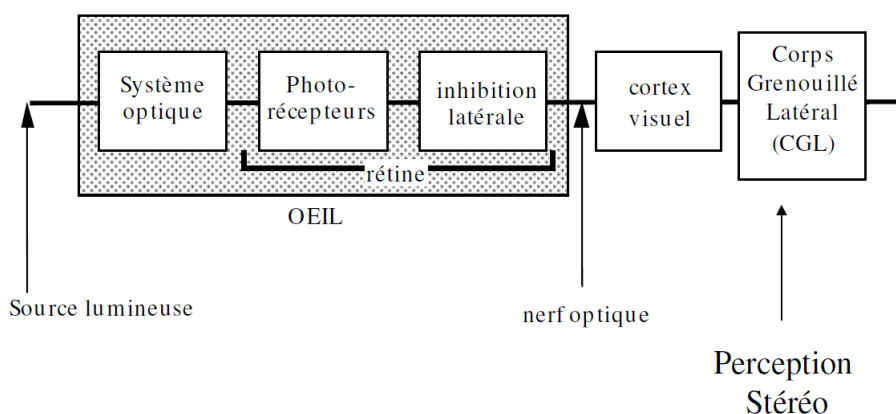 Système
optique
Photo-
récepteurs
inhibition
latérale
rétine
OEIL
cortex
visuel
Corps
Grenouillé
Latéral
(CGL)
Source lumineuse
nerf optique
Perception
Stéréo